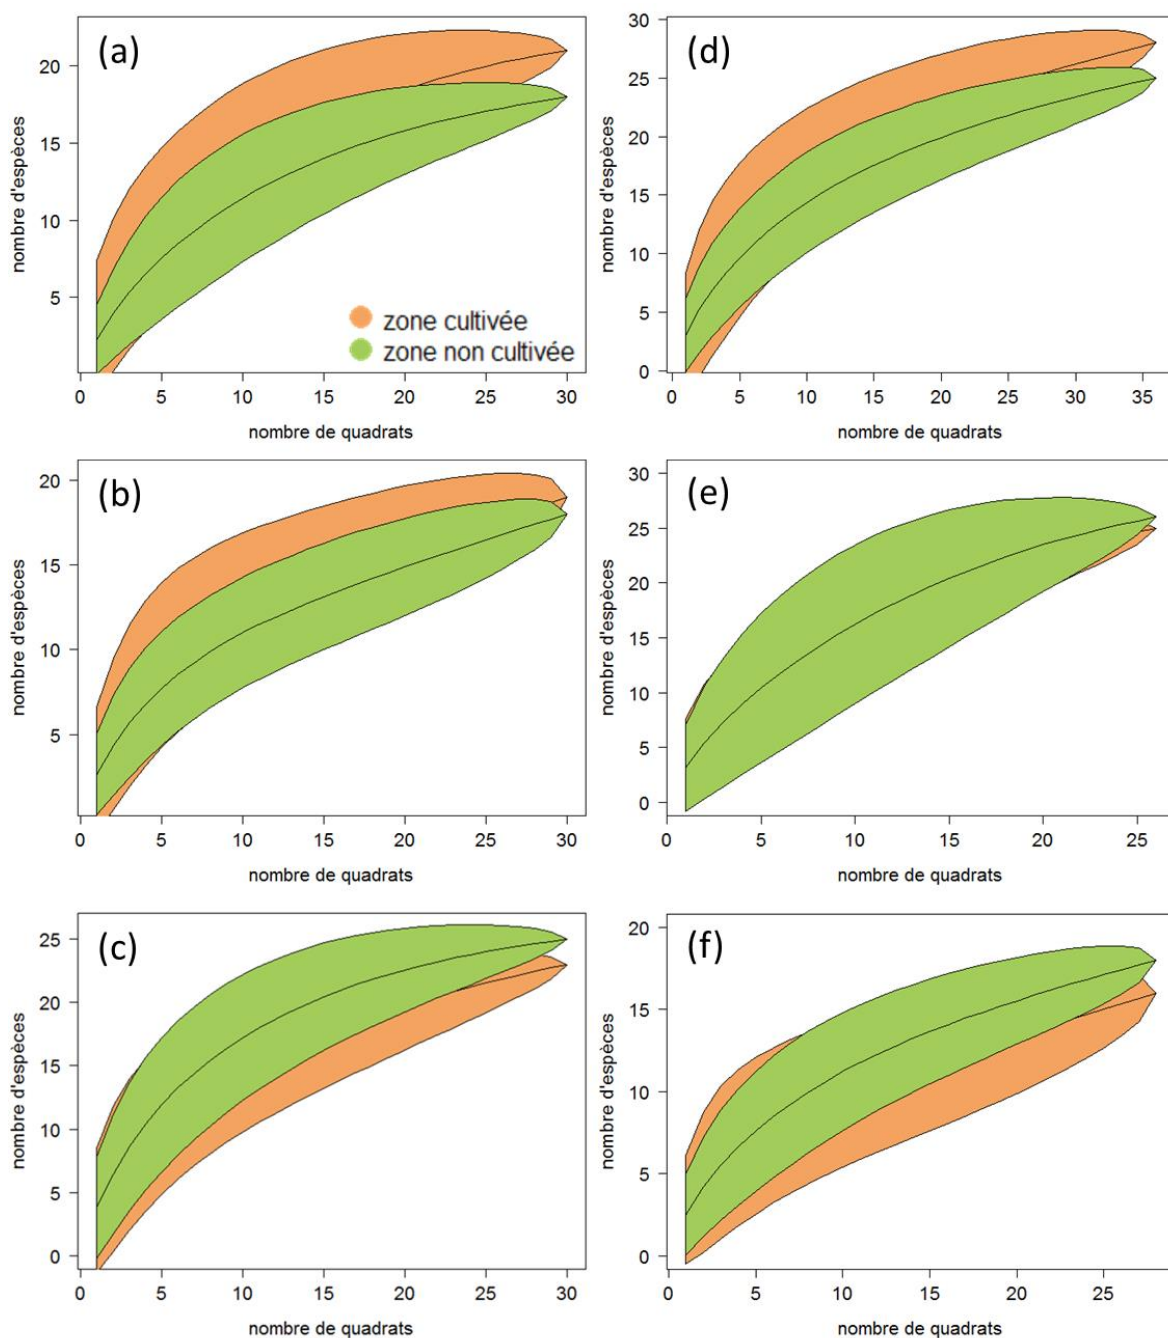 (a)
nombre d'espèces
20
15
10
5
zone cultivée
zone non cultivée
0 5 10 15 20 25 30
nombre de quadrats
(d)
nombre d'espèces
30
25
20
15
10
5
0
0 5 10 15 20 25 30 35
nombre de quadrats
(b)
nombre d'espèces
20
15
10
5
0 5 10 15 20 25 30
nombre de quadrats
(e)
nombre d'espèces
30
25
20
15
10
5
0
0 5 10 15 20 25
nombre de quadrats
(c)
nombre d'espèces
25
20
15
10
5
0
0 5 10 15 20 25 30
nombre de quadrats
(f)
nombre d'espèces
20
15
10
5
0
0 5 10 15 20 25
nombre de quadrats